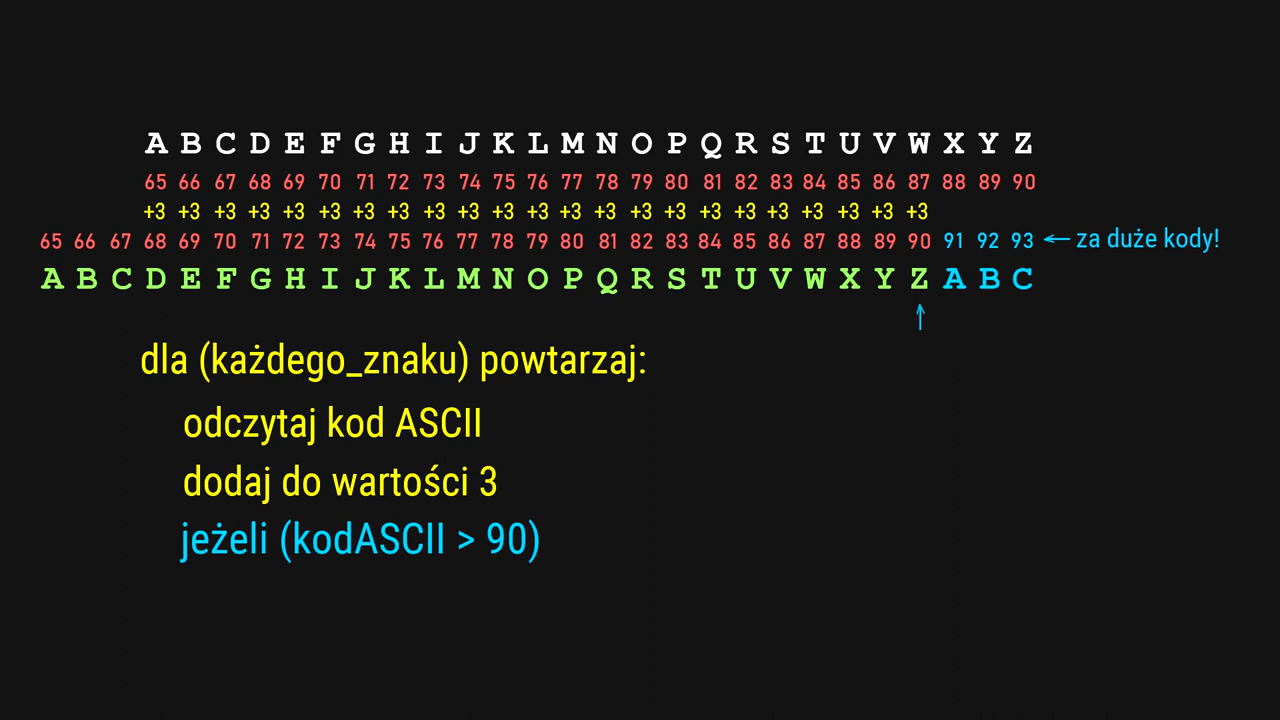 A B C D E F G H I J K L M N O P Q R S T U V W X Y Z
65 66 67 68 69 70 71 72 73 74 75 76 77 78 79 80 81 82 83 84 85 86 87 88 89 90
+3 +3 +3 +3 +3 +3 +3 +3 +3 +3 +3 +3 +3 +3 +3 +3 +3 +3 +3 +3 +3 +3 +3
65 66 67 68 69 70 71 72 73 74 75 76 77 78 79 80 81 82 83 84 85 86 87 88 89 90 91 92 93 ← za duże kody!
A B C D E F G H I J K L M N O P Q R S T U V W X Y Z A B C
↑
dla (każdego_znaku) powtarzaj:
odczytaj kod ASCII
dodaj do wartości 3
jeżeli (kodASCII > 90)